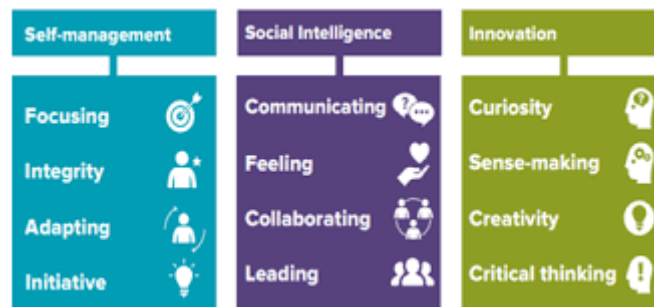 Self-management
Focusing
Integrity
Adapting
Initiative
Social Intelligence
Communicating
Feeling
Collaborating
Leading
Innovation
Curiosity
Sense-making
Creativity
Critical thinking